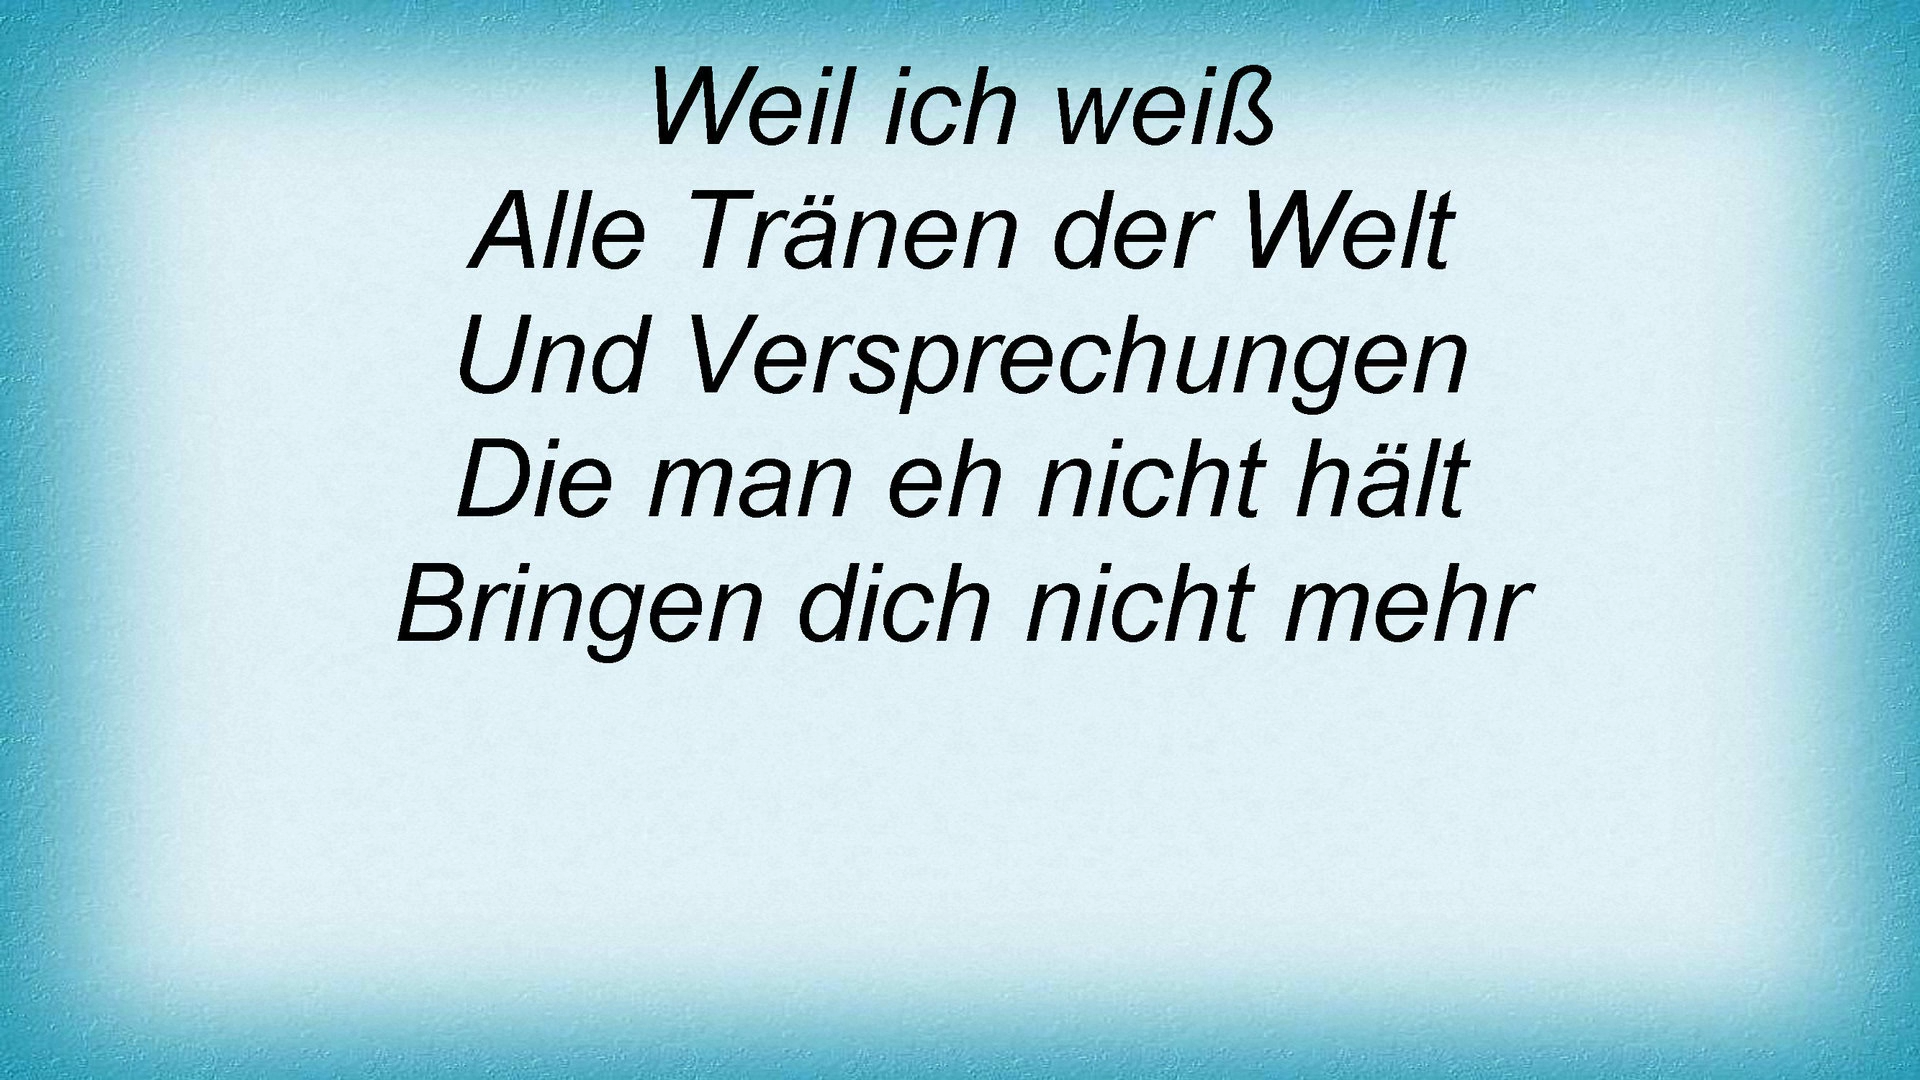 Weil ich weiß
Alle Tränen der Welt
Und Versprechungen
Die man eh nicht hält
Bringen dich nicht mehr